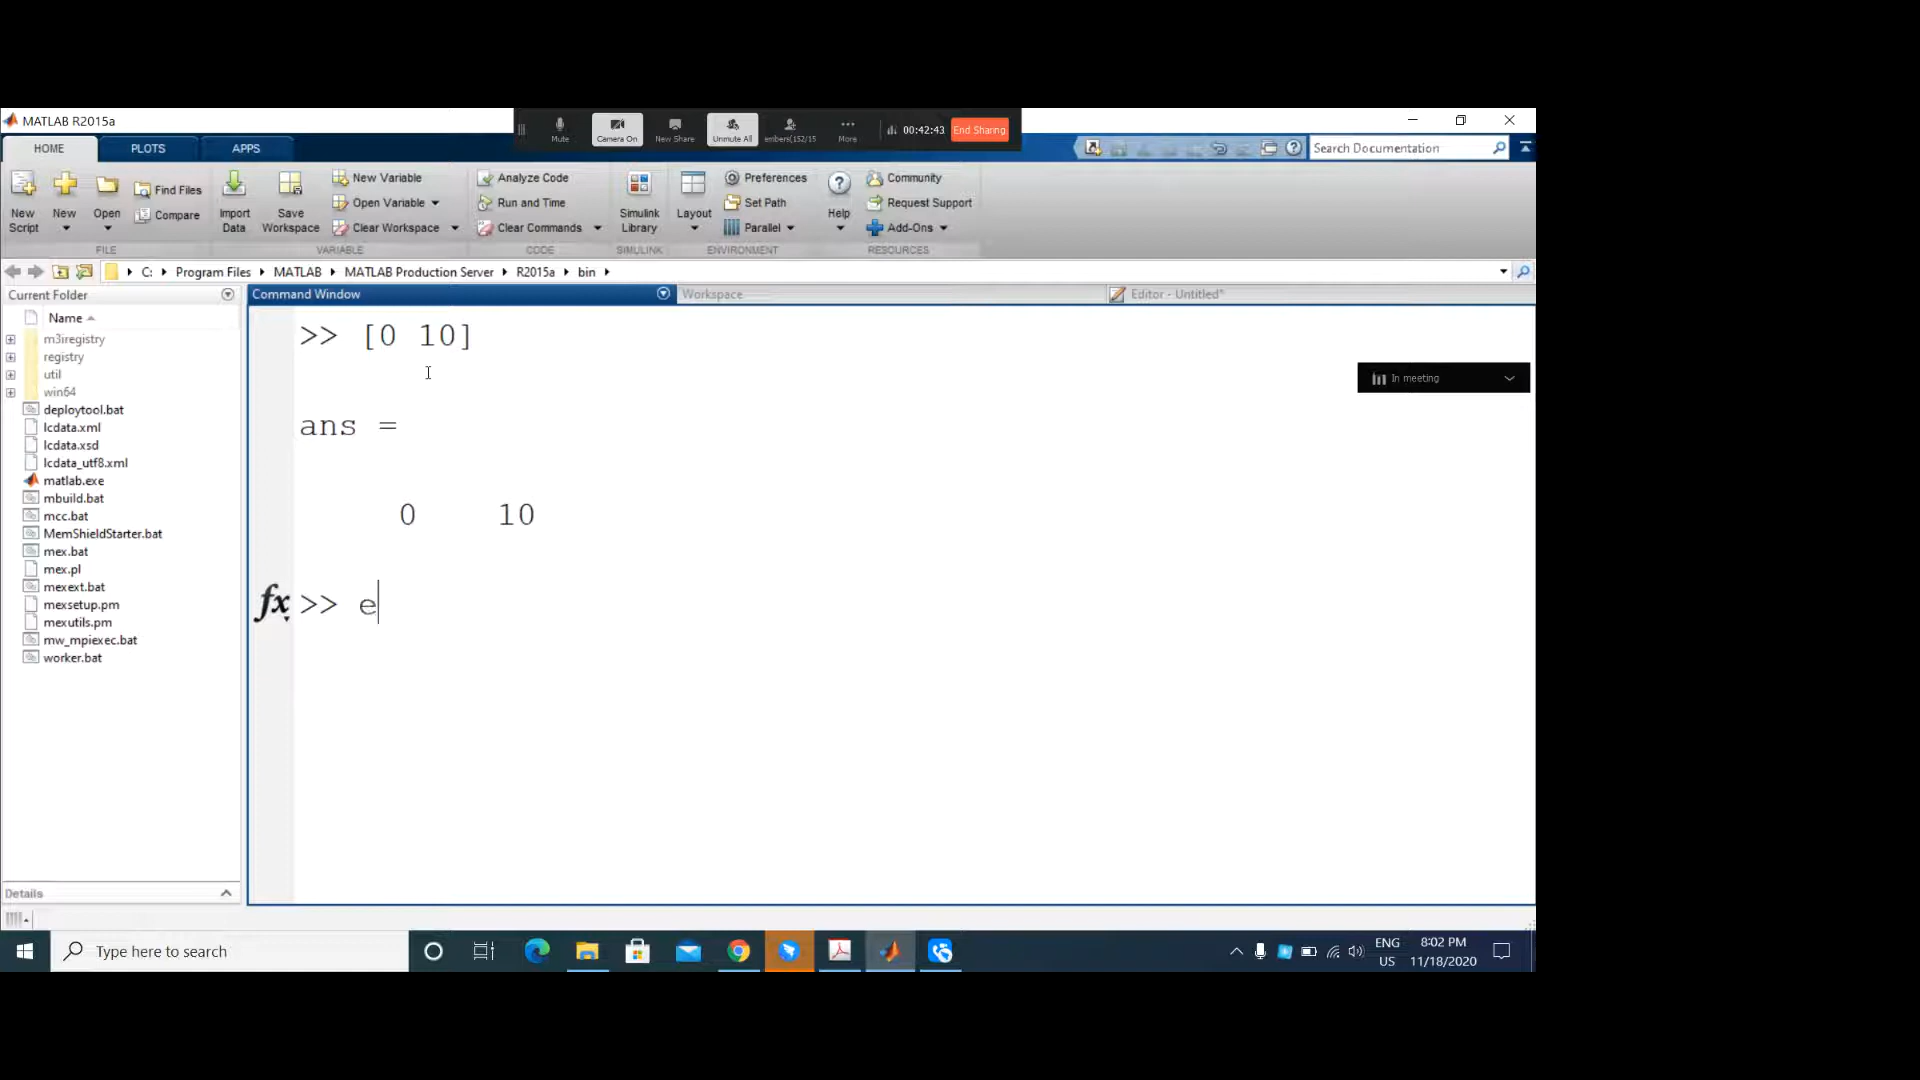 MATLAB R2015a
Mute
Camera On
New Share
Unmute All
embers(152/15
More
00:42:43
End Sharing
HOME
PLOTS
APPS
Search Documentation
New Script
New
Open
Find Files
Compare
Import Data
Save Workspace
New Variable
Open Variable
Clear Workspace
Analyze Code
Run and Time
Clear Commands
Simulink Library
Layout
Preferences
Set Path
Parallel
Help
Community
Request Support
Add-Ons
FILE
VARIABLE
CODE
SIMULINK
ENVIRONMENT
RESOURCES
C: Program Files MATLAB MATLAB Production Server R2015a bin
Current Folder
Command Window
Workspace
Editor - Untitled*
Name
m3iregistry
registry
util
win64
deploytool.bat
lcdata.xml
lcdata.xsd
lcdata_utf8.xml
matlab.exe
mbuild.bat
mcc.bat
MemShieldStarter.bat
mex.bat
mex.pl
mexext.bat
mexsetup.pm
mexutils.pm
mw_mpiexec.bat
worker.bat
>> [0 10]
ans =
0 10
fx >> e
In meeting
Details
Type here to search
ENG
US
8:02 PM
11/18/2020